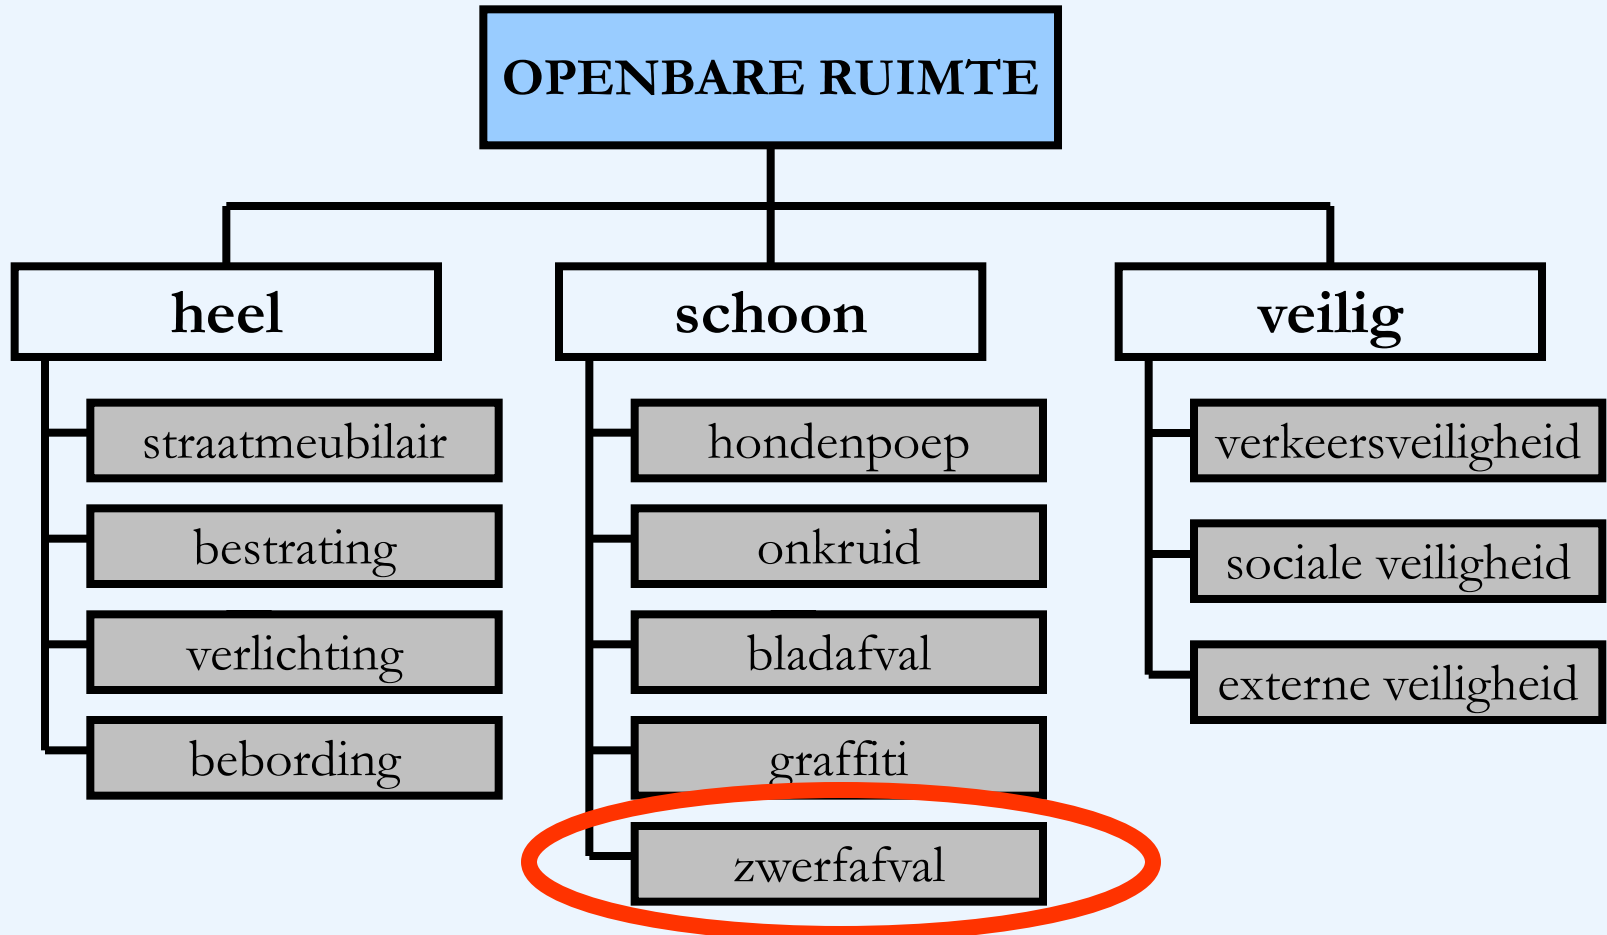 OPENBARE RUIMTE
heel
straatmeubilair
bestrating
verlichting
bebording
schoon
hondenpoep
onkruid
bladafval
graffiti
zwerfafval
veilig
verkeersveiligheid
sociale veiligheid
externe veiligheid